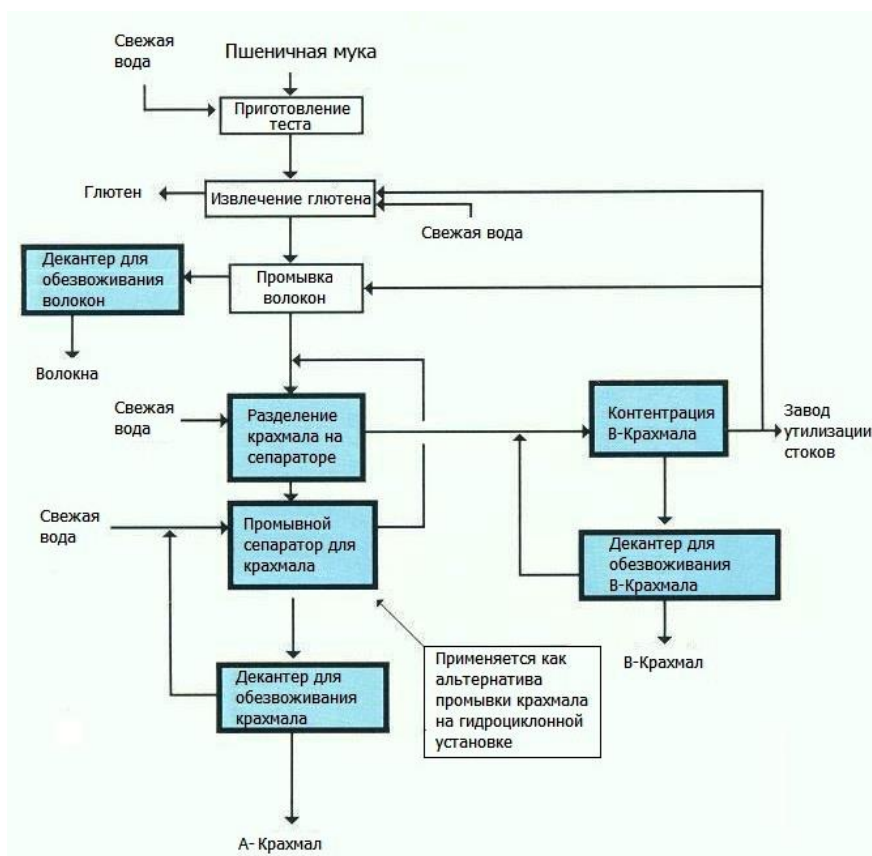 Свежая
вода
Пшеничная мука
Приготовление
теста
Глютен
Извлечение глютена
Свежая вода
Декантер для
обезвоживания
волокон
Промывка
волокон
Волокна
Свежая
вода
Разделение
крахмала на
сепараторе
Контентрация
В-Крахмала
Завод
утилизации
стоков
Свежая
вода
Промывной
сепаратор для
крахмала
Декантер для
обезвоживания
В-Крахмала
В-Крахмал
Применяется как
альтернатива
промывки крахмала
на гидроциклонной
установке
Декантер для
обезвоживания
крахмала
А- Крахмал